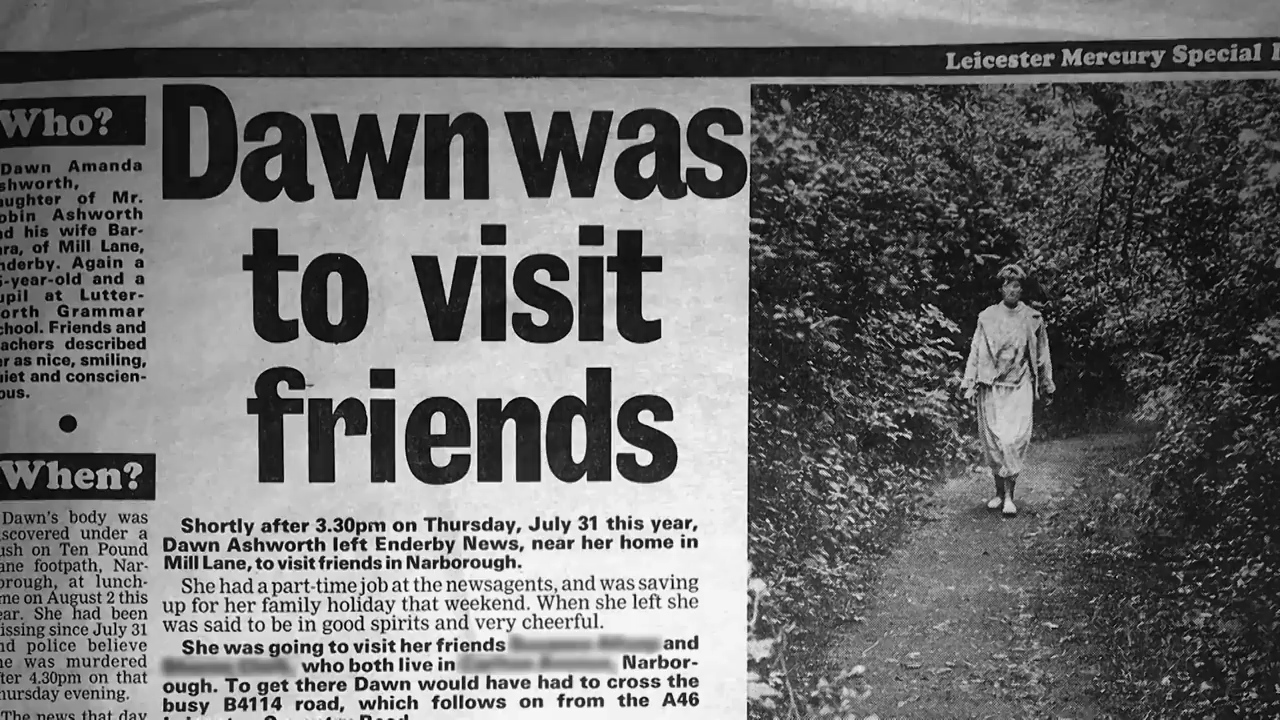 Leicester Mercury Special
Who?
Dawn Amanda
shworth,
aughter of Mr.
obin Ashworth
nd his wife Bar-
ara, of Mill Lane,
nderby. Again a
5-year-old and a
upil at Lutter-
orth Grammar
chool. Friends and
achers described
er as nice, smiling,
uiet and conscien-
ous.
When?
Dawn's body was
scovered under a
ush on Ten Pound
ane footpath, Nar-
orough, at lunch-
me on August 2 this
ear. She had been
issing since July 31
nd police believe
he was murdered
fter 4.30pm on that
hursday evening.
The news that day
Dawn was
to visit
friends
Shortly after 3.30pm on Thursday, July 31 this year,
Dawn Ashworth left Enderby News, near her home in
Mill Lane, to visit friends in Narborough.
She had a part-time job at the newsagents, and was saving
up for her family holiday that weekend. When she left she
was said to be in good spirits and very cheerful.
She was going to visit her friends and
who both live in Narbor-
ough. To get there Dawn would have had to cross the
busy B4114 road, which follows on from the A46